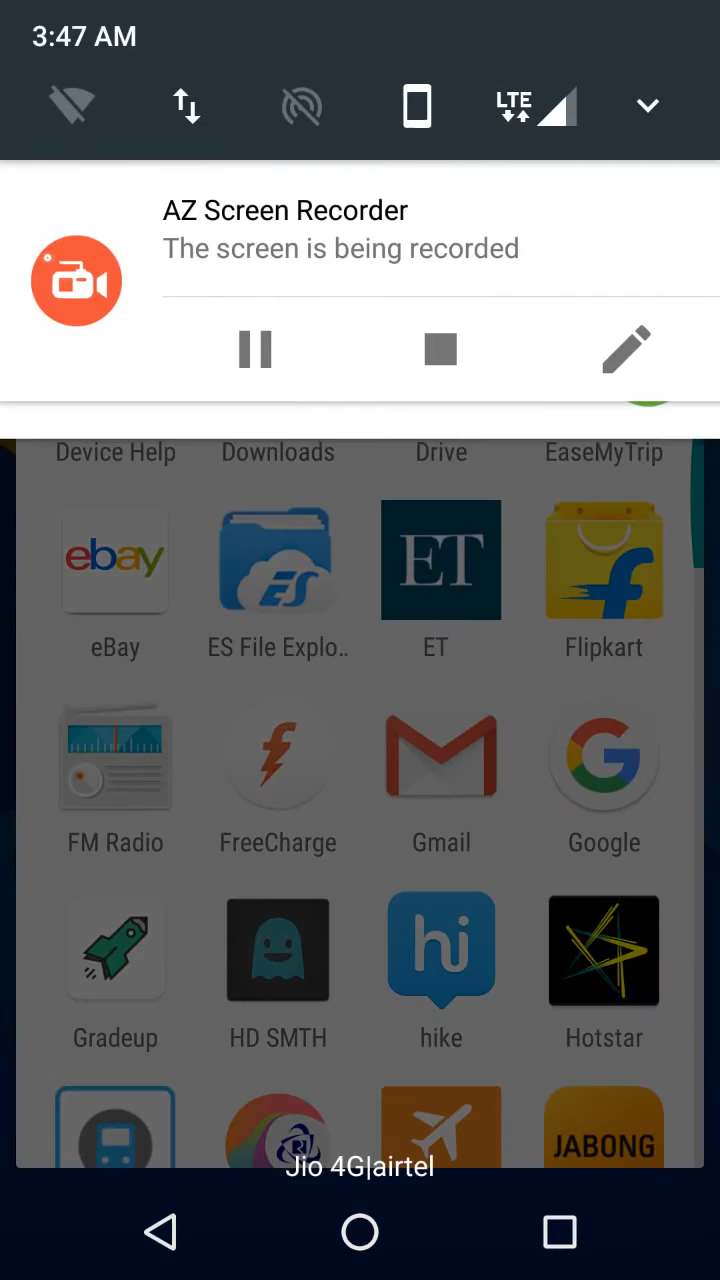 3:47 AM
LTE
AZ Screen Recorder
The screen is being recorded
Device Help Downloads Drive EaseMyTrip
ebay ES ET f
eBay ES File Explo.. ET Flipkart
FM Radio FreeCharge Gmail Google
hi
Gradeup HD SMTH hike Hotstar
JABONG
Jio 4G|airtel